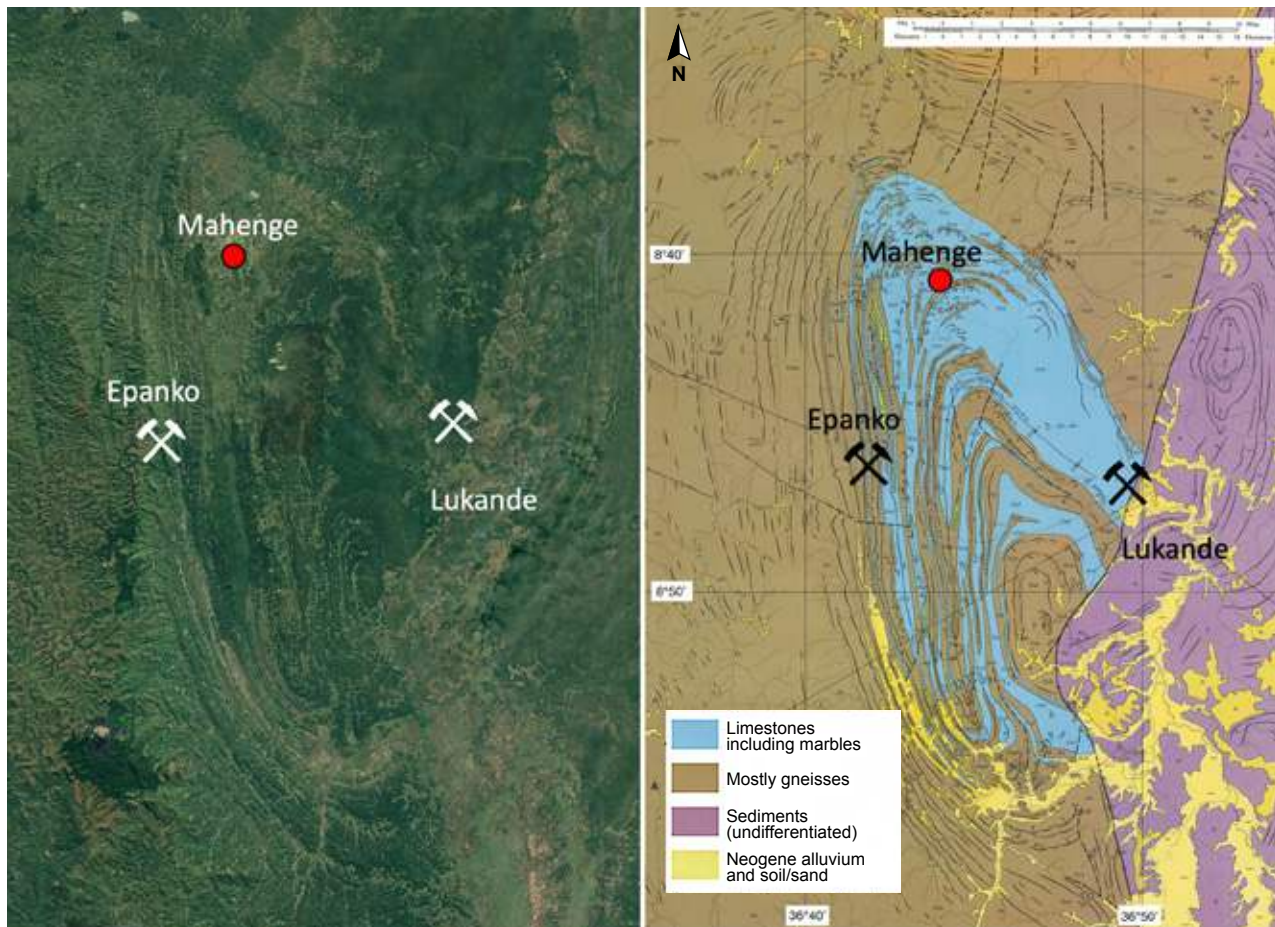 Mahenge
Epanko
Lukande
N
8°40'
Mahenge
Epanko
Lukande
8°50'
Limestones
including marbles
Mostly gneisses
Sediments
(undifferentiated)
Neogene alluvium
and soil/sand
36°40'
36°50'